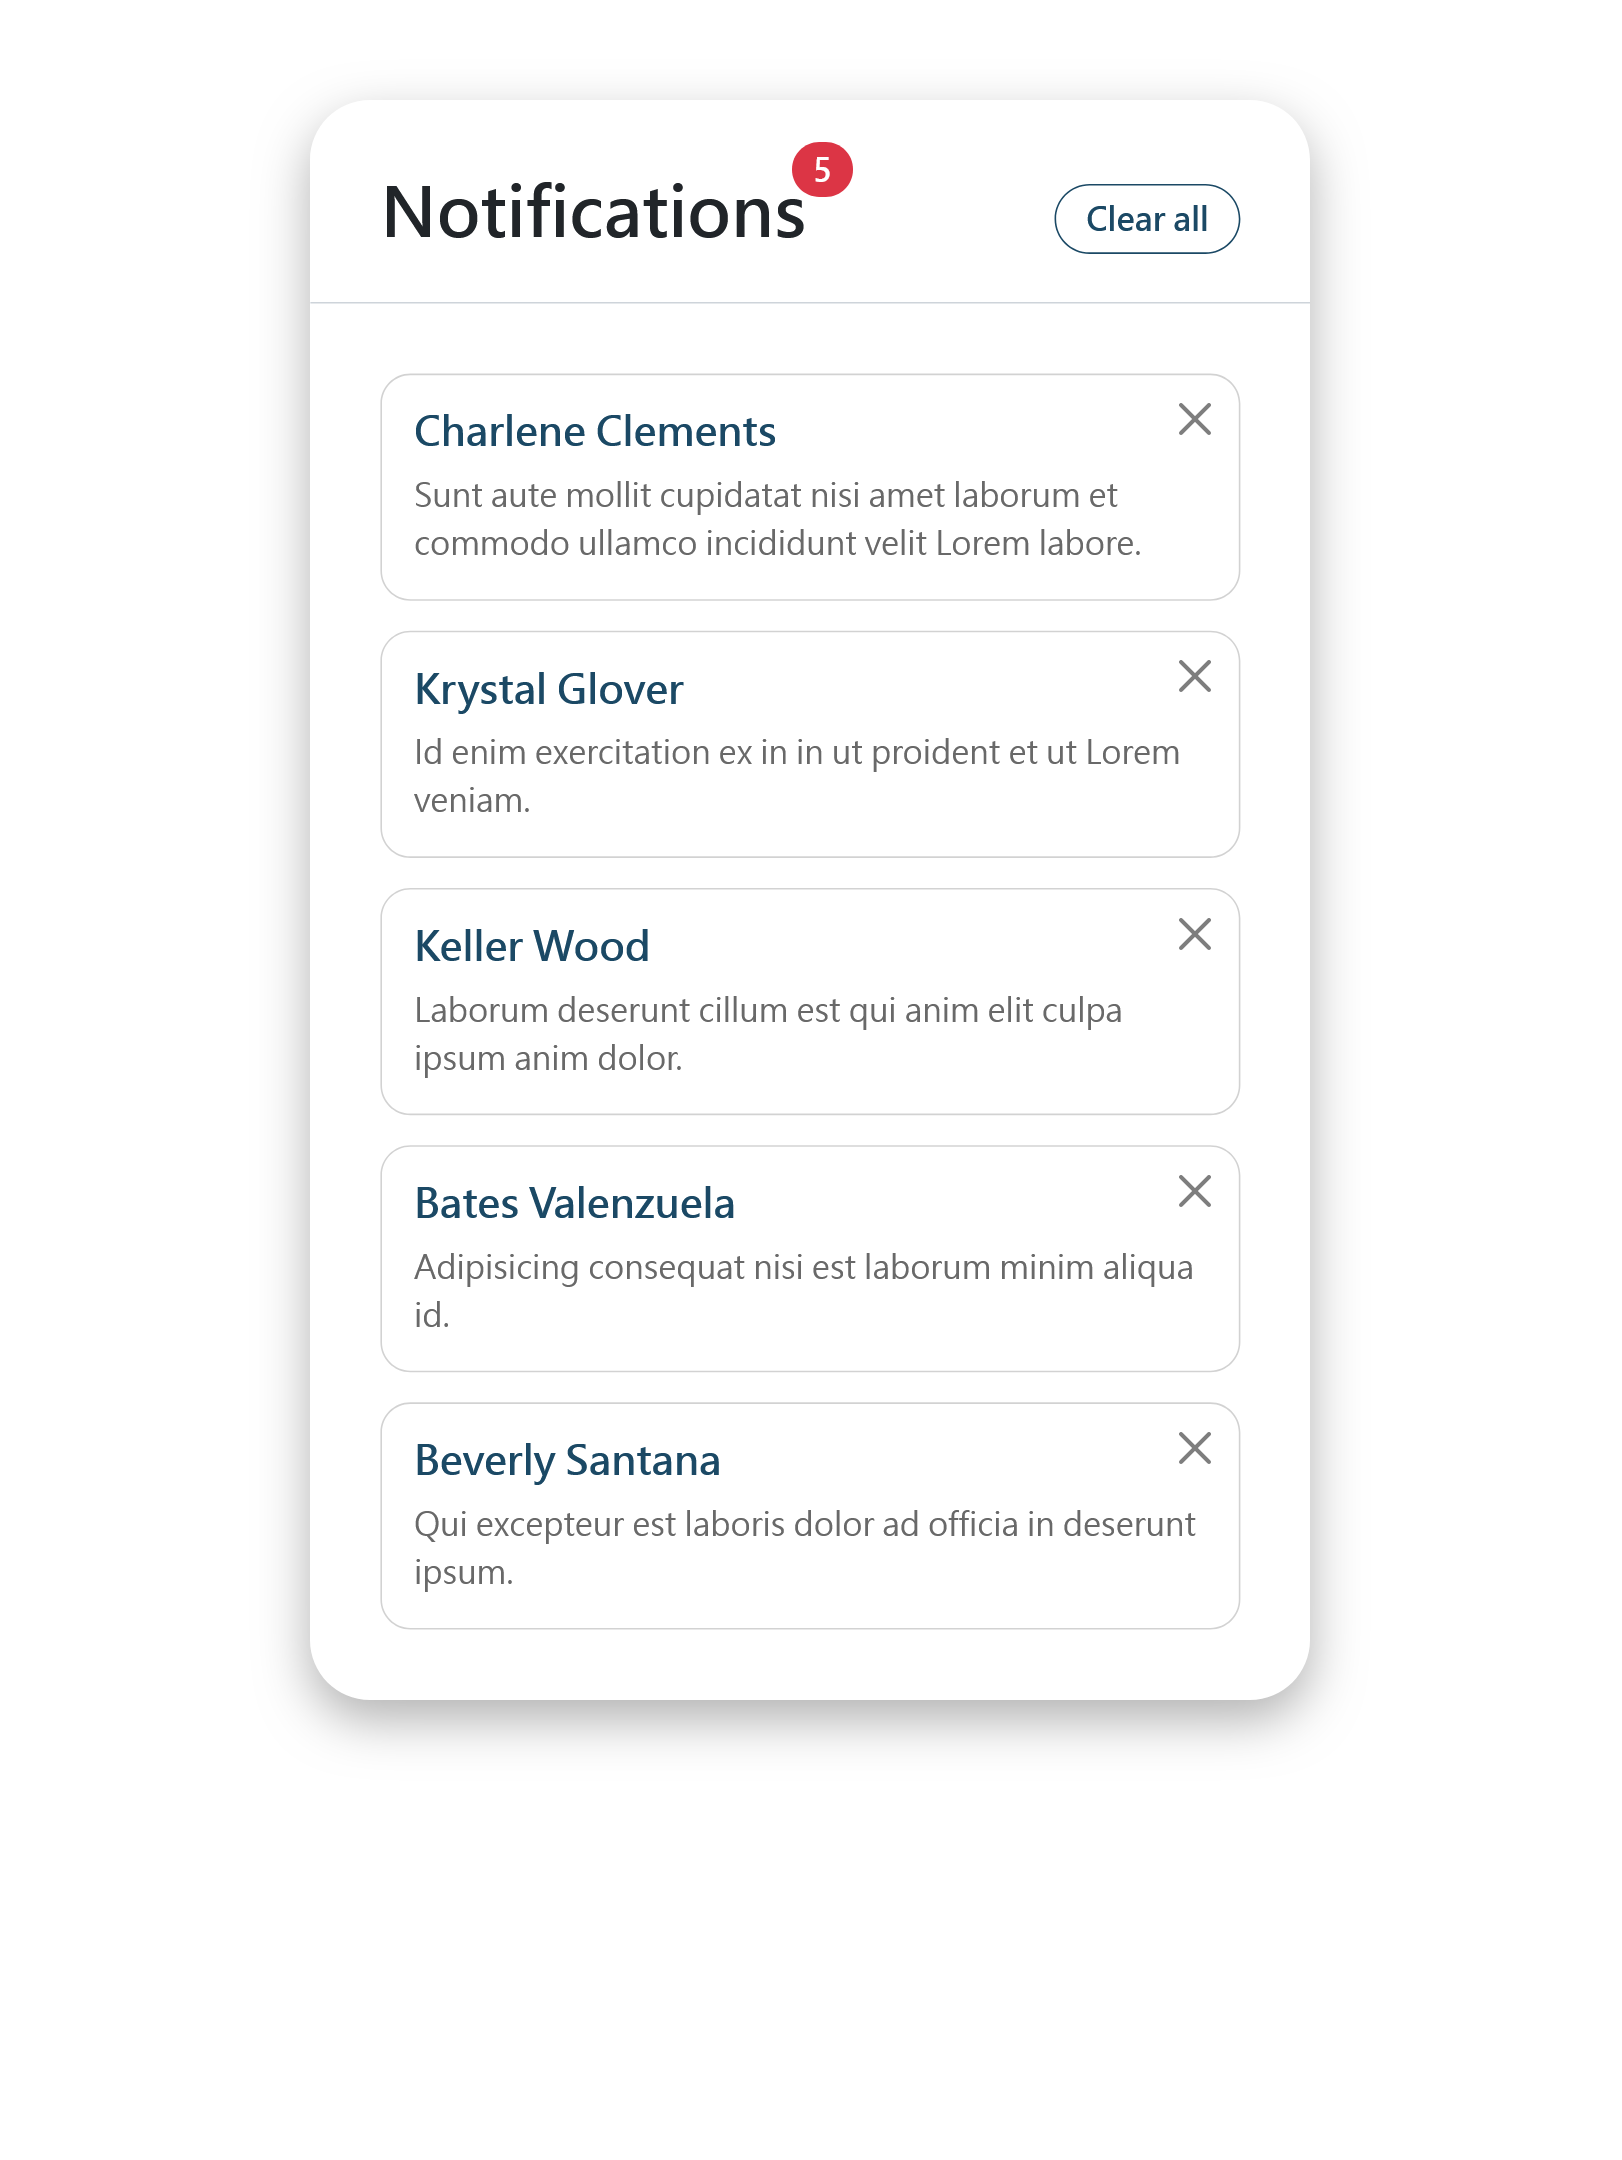 Notifications
5
Clear all
Charlene Clements
Sunt aute mollit cupidatat nisi amet laborum et
commodo ullamco incididunt velit Lorem labore.
Krystal Glover
Id enim exercitation ex in in ut proident et ut Lorem
veniam.
Keller Wood
Laborum deserunt cillum est qui anim elit culpa
ipsum anim dolor.
Bates Valenzuela
Adipisicing consequat nisi est laborum minim aliqua
id.
Beverly Santana
Qui excepteur est laboris dolor ad officia in deserunt
ipsum.